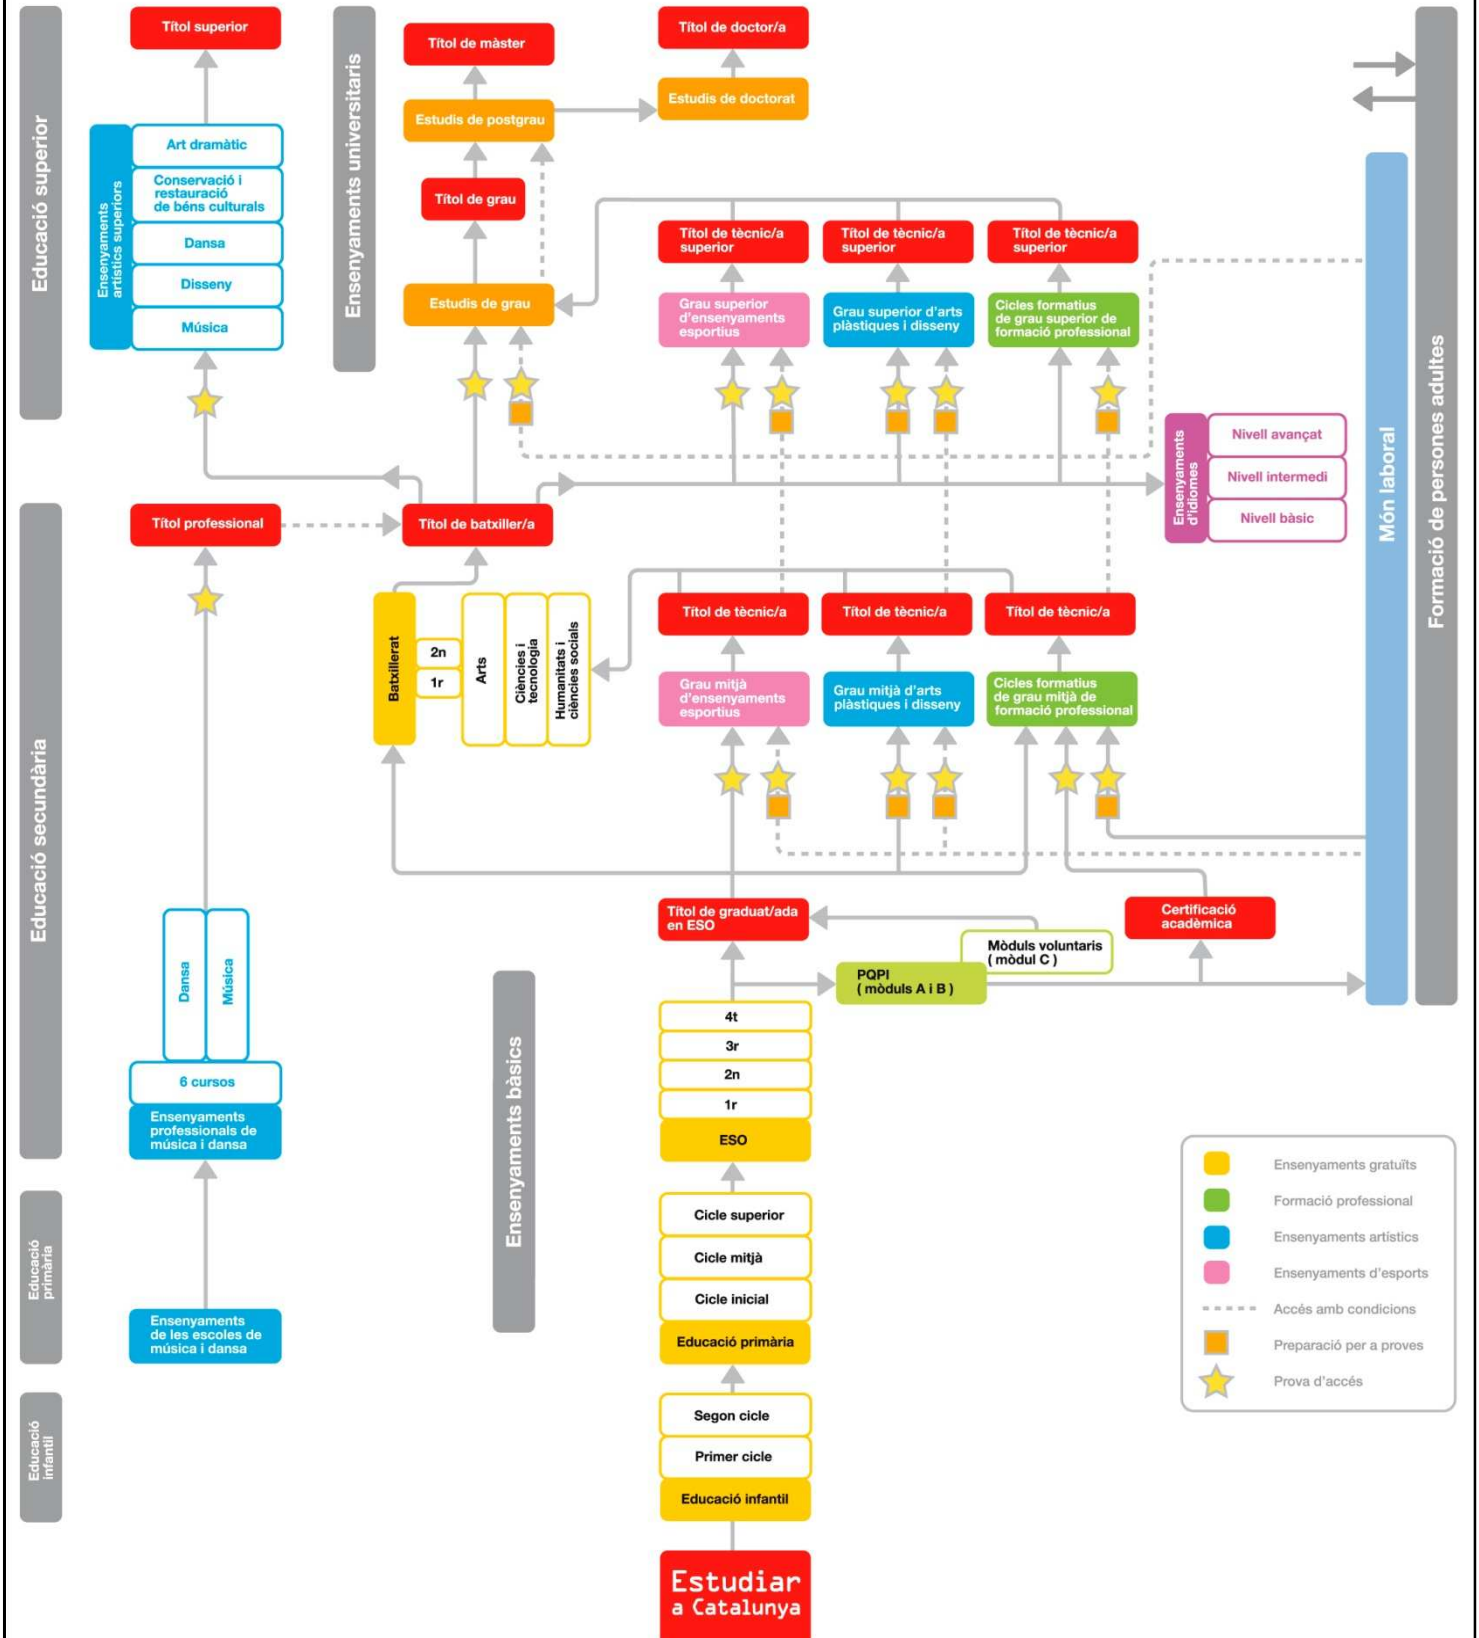 Títol superior
Art dramàtic
Conservació i
restauració
de béns culturals
Dansa
Disseny
Música
Ensenyaments
artístics superiors
Educació superior
Ensenyaments universitaris
Títol de màster
Estudis de postgrau
Títol de grau
Estudis de grau
Títol de doctor/a
Estudis de doctorat
Títol de tècnic/a
superior
Títol de tècnic/a
superior
Títol de tècnic/a
superior
Grau superior
d'ensenyaments
esportius
Grau superior d'arts
plàstiques i disseny
Cicles formatius
de grau superior de
formació professional
Ensenyaments
d'idiomes
Nivell avançat
Nivell intermedi
Nivell bàsic
Món laboral
Formació de persones adultes
Educació secundària
Títol professional
Títol de batxiller/a
Batxillerat
2n
1r
Arts
Ciències i
tecnologia
Humanitats i
ciències socials
Títol de tècnic/a
Títol de tècnic/a
Títol de tècnic/a
Grau mitjà
d'ensenyaments
esportius
Grau mitjà d'arts
plàstiques i disseny
Cicles formatius
de grau mitjà de
formació professional
Títol de graduat/ada
en ESO
Certificació
acadèmica
Mòduls voluntaris
( mòdul C )
PQPI
( mòduls A i B )
Dansa
Música
6 cursos
Ensenyaments
professionals de
música i dansa
Ensenyaments bàsics
4t
3r
2n
1r
ESO
Educació
primària
Cicle superior
Cicle mitjà
Cicle inicial
Educació primària
Ensenyaments
de les escoles de
música i dansa
Educació
infantil
Segon cicle
Primer cicle
Educació infantil
Estudiar
a Catalunya
Ensenyaments gratuïts
Formació professional
Ensenyaments artístics
Ensenyaments d'esports
Accés amb condicions
Preparació per a proves
Prova d'accés